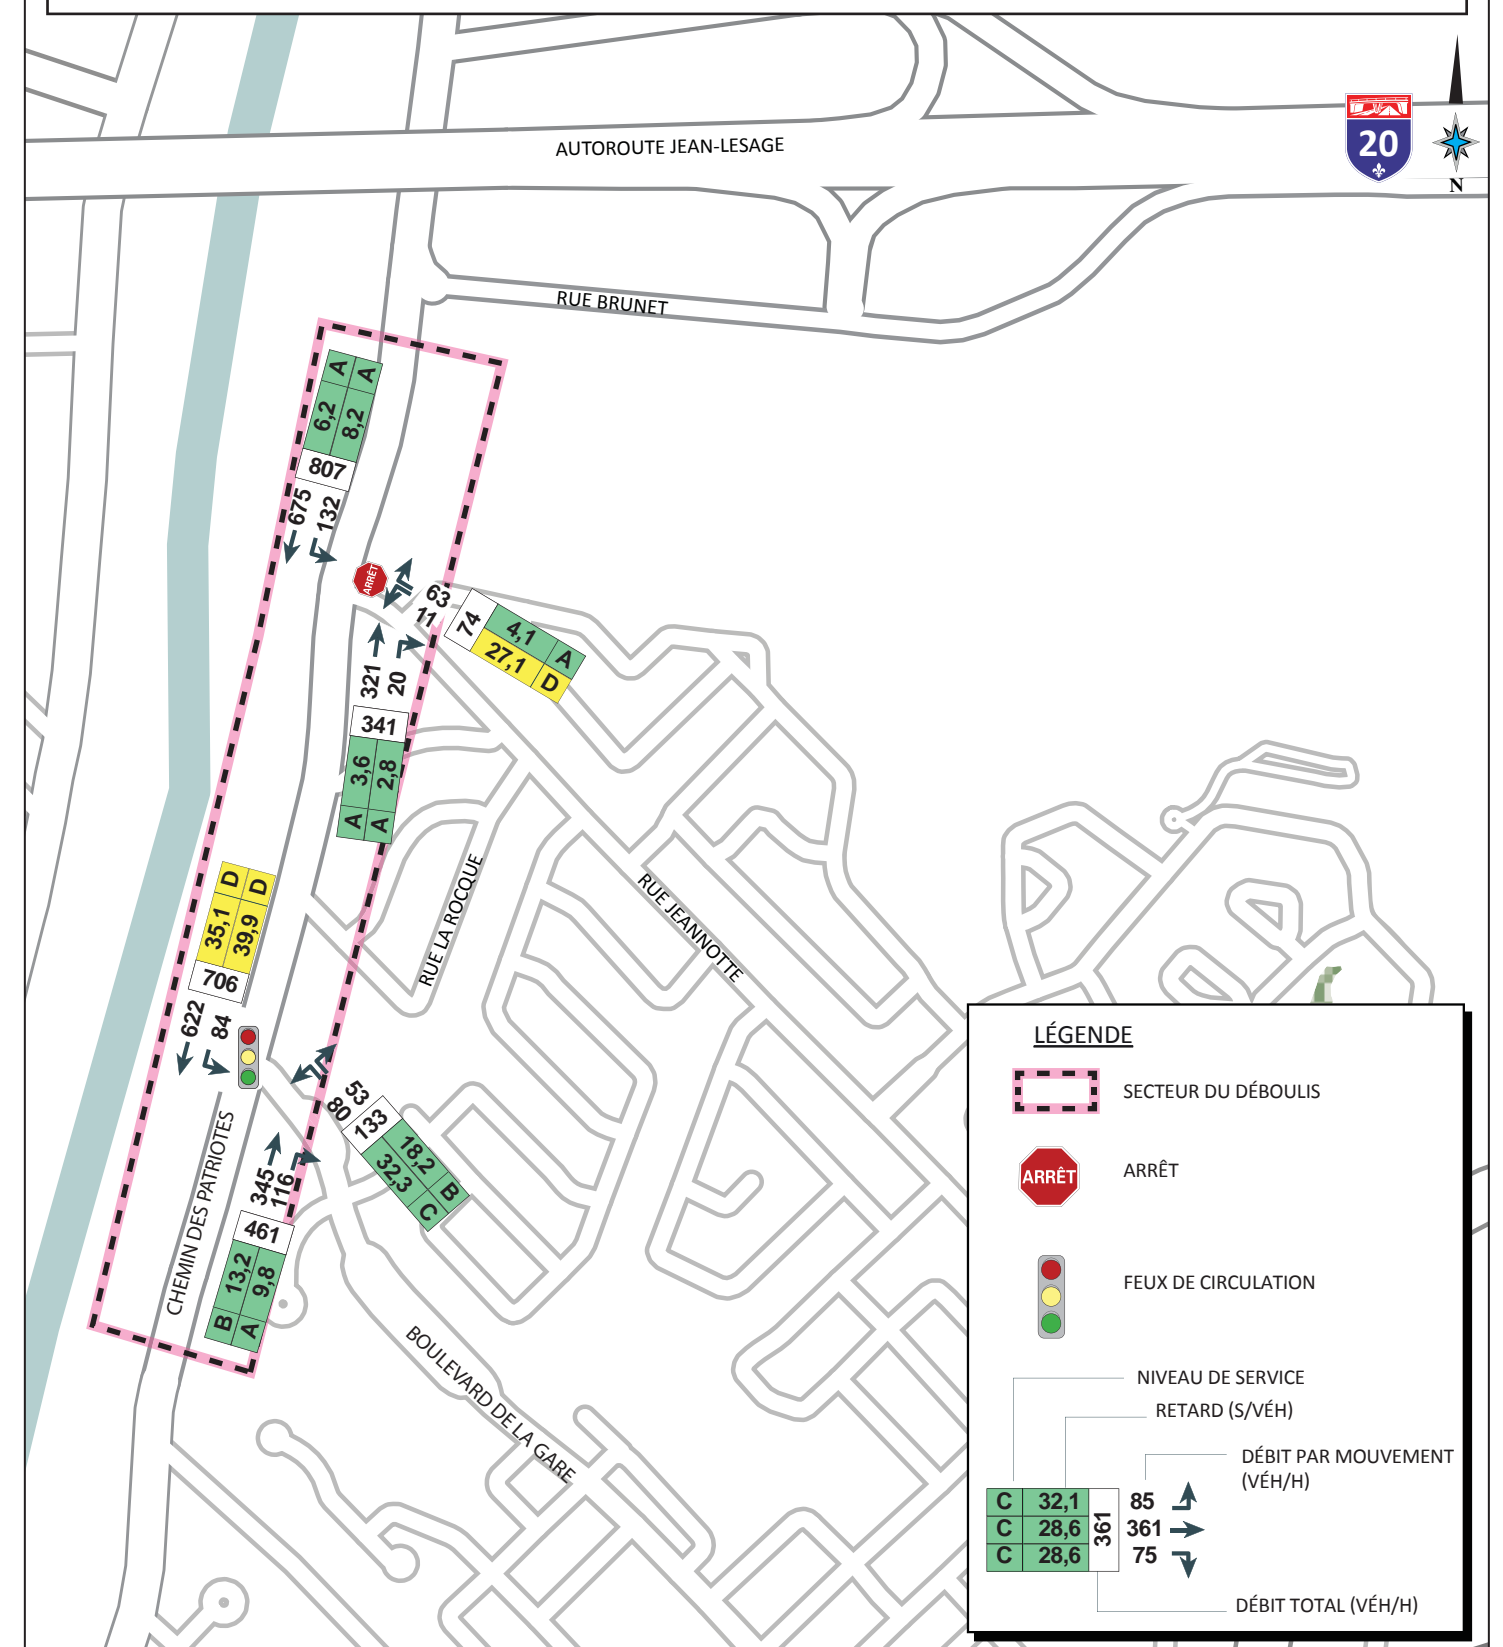 AUTOROUTE JEAN-LESAGE
20
N
RUE BRUNET
A A
6,2 8,2
807
675 132
ARRÊT
63
11
74
4,1 A
27,1 D
321 20
341
3,6 2,8
A A
RUE LA ROCQUE
RUE JEANNOTTE
D D
35,1 39,9
706
622 84
53
80
133
18,2 B
32,3 C
345 116
461
13,2 9,8
B A
CHEMIN DES PATRIOTES
BOULEVARD DE LA GARE
LÉGENDE
SECTEUR DU DÉBOULIS
ARRÊT
ARRÊT
FEUX DE CIRCULATION
NIVEAU DE SERVICE
RETARD (S/VÉH)
DÉBIT PAR MOUVEMENT
(VÉH/H)
C 32,1 85
C 28,6 361 361
C 28,6 75
DÉBIT TOTAL (VÉH/H)